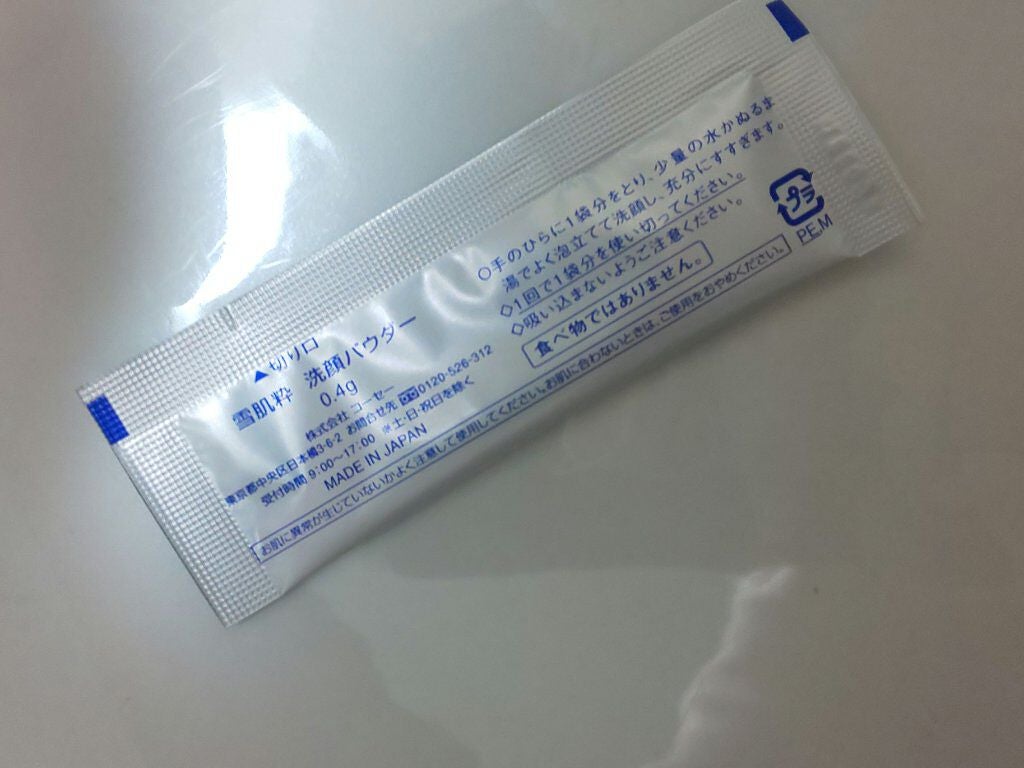 ▲切り口
雪肌粋 洗顔パウダー
0.4g
株式会社 コーセー
東京都中央区日本橋3-6-2 お問合せ先 0120-526-312
受付時間 9:00~17:00 ※土・日・祝日を除く
MADE IN JAPAN
○手のひらに1袋分をとり、少量の水かぬるま
湯でよく泡立てて洗顔し、充分にすすぎます。
◇1回で1袋分を使い切ってください。
◇吸い込まないようご注意ください。
食べ物ではありません。
お肌に異常が生じていないかよく注意して使用してください。お肌に合わないときは、ご使用をおやめください。
プラ
PE,M